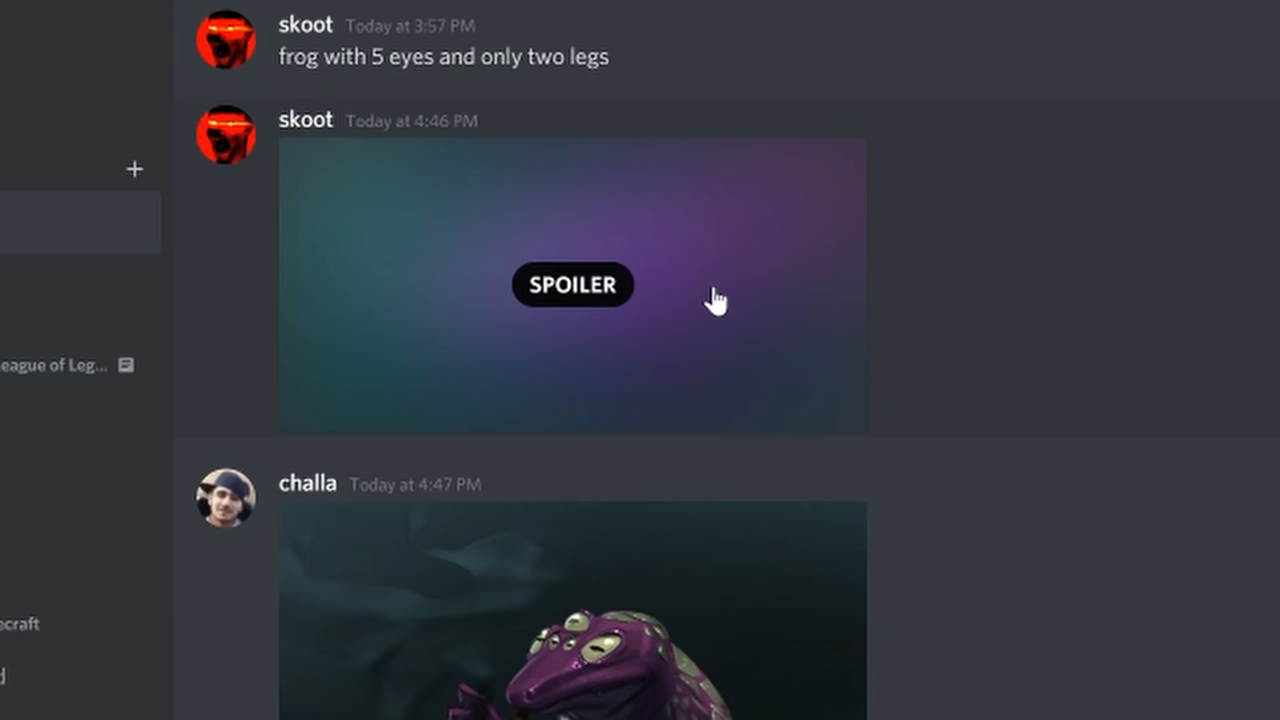 skoot Today at 3:57 PM
frog with 5 eyes and only two legs
skoot Today at 4:46 PM
SPOILER
eague of Leg...
challa Today at 4:47 PM
ecraft
d